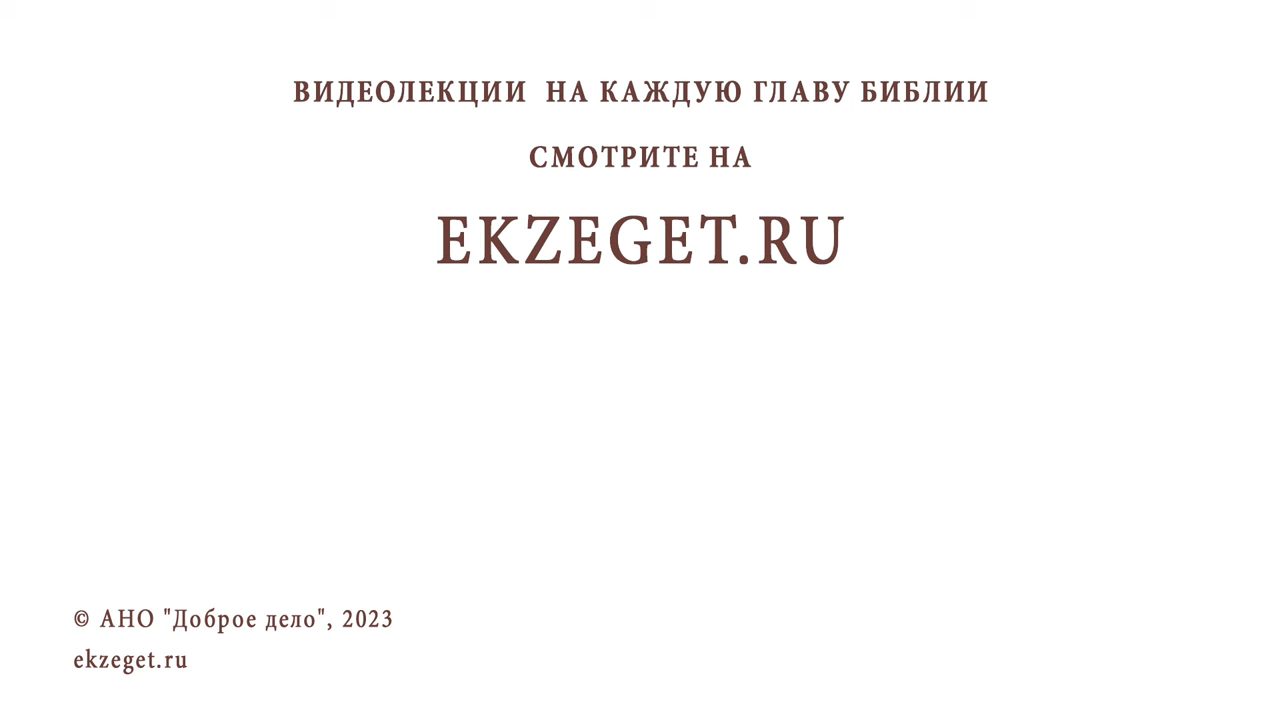 ВИДЕОЛЕКЦИИ НА КАЖДУЮ ГЛАВУ БИБЛИИ
СМОТРИТЕ НА
EKZEGET.RU
© АНО "Доброе дело", 2023
ekzeget.ru